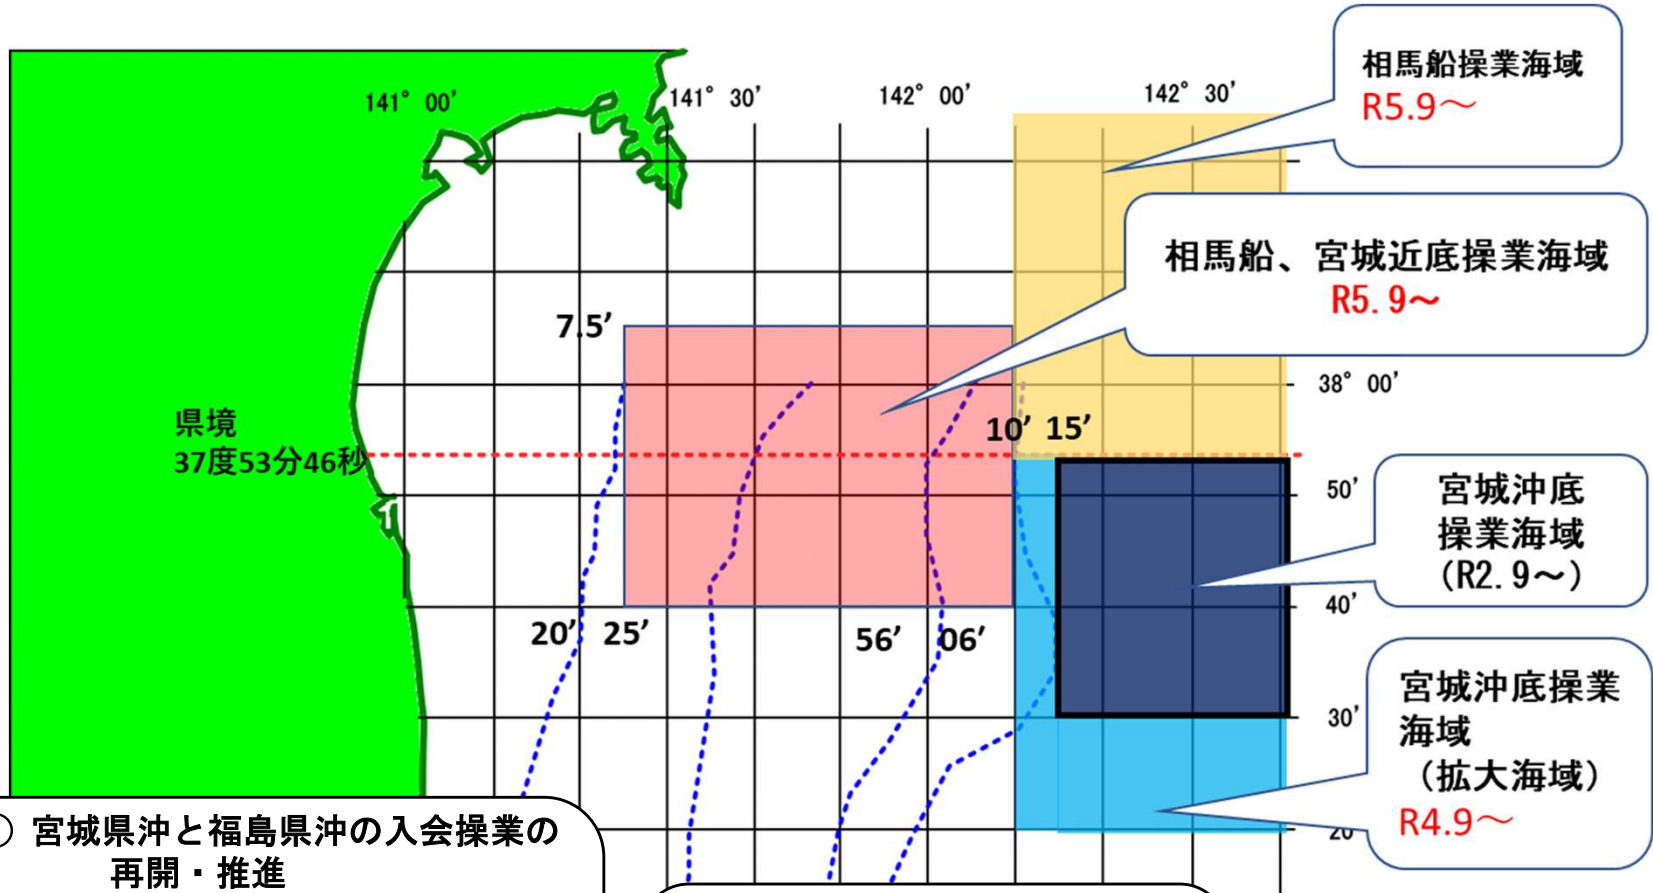 相馬船操業海域
R5.9～
141° 00′
141° 30′
142° 00′
142° 30′
相馬船、宮城近底操業海域
R5.9～
7.5′
38° 00′
県境
37度53分46秒
10′ 15′
50′
宮城沖底
操業海域
（R2.9～）
40′
20′ 25′
56′ 06′
30′
宮城沖底操業
海域
（拡大海域）
R4.9～
20
宮城県沖と福島県沖の入会操業の
再開・推進